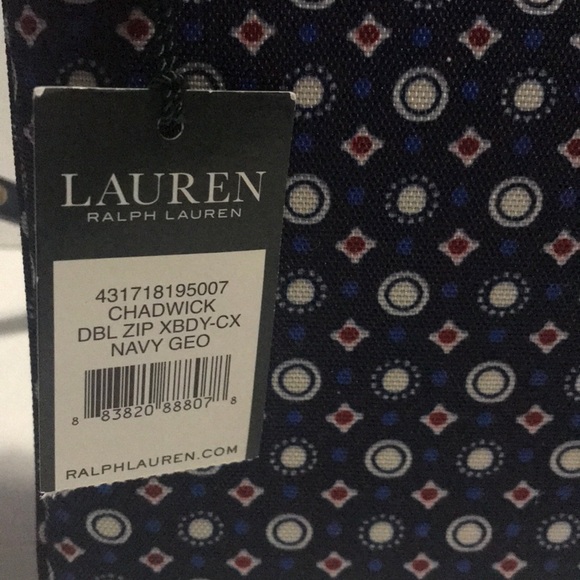 LAUREN
RALPH LAUREN
431718195007
CHADWICK
DBL ZIP XBDY-CX
NAVY GEO
8 83820 88807 8
RALPHLAUREN.COM